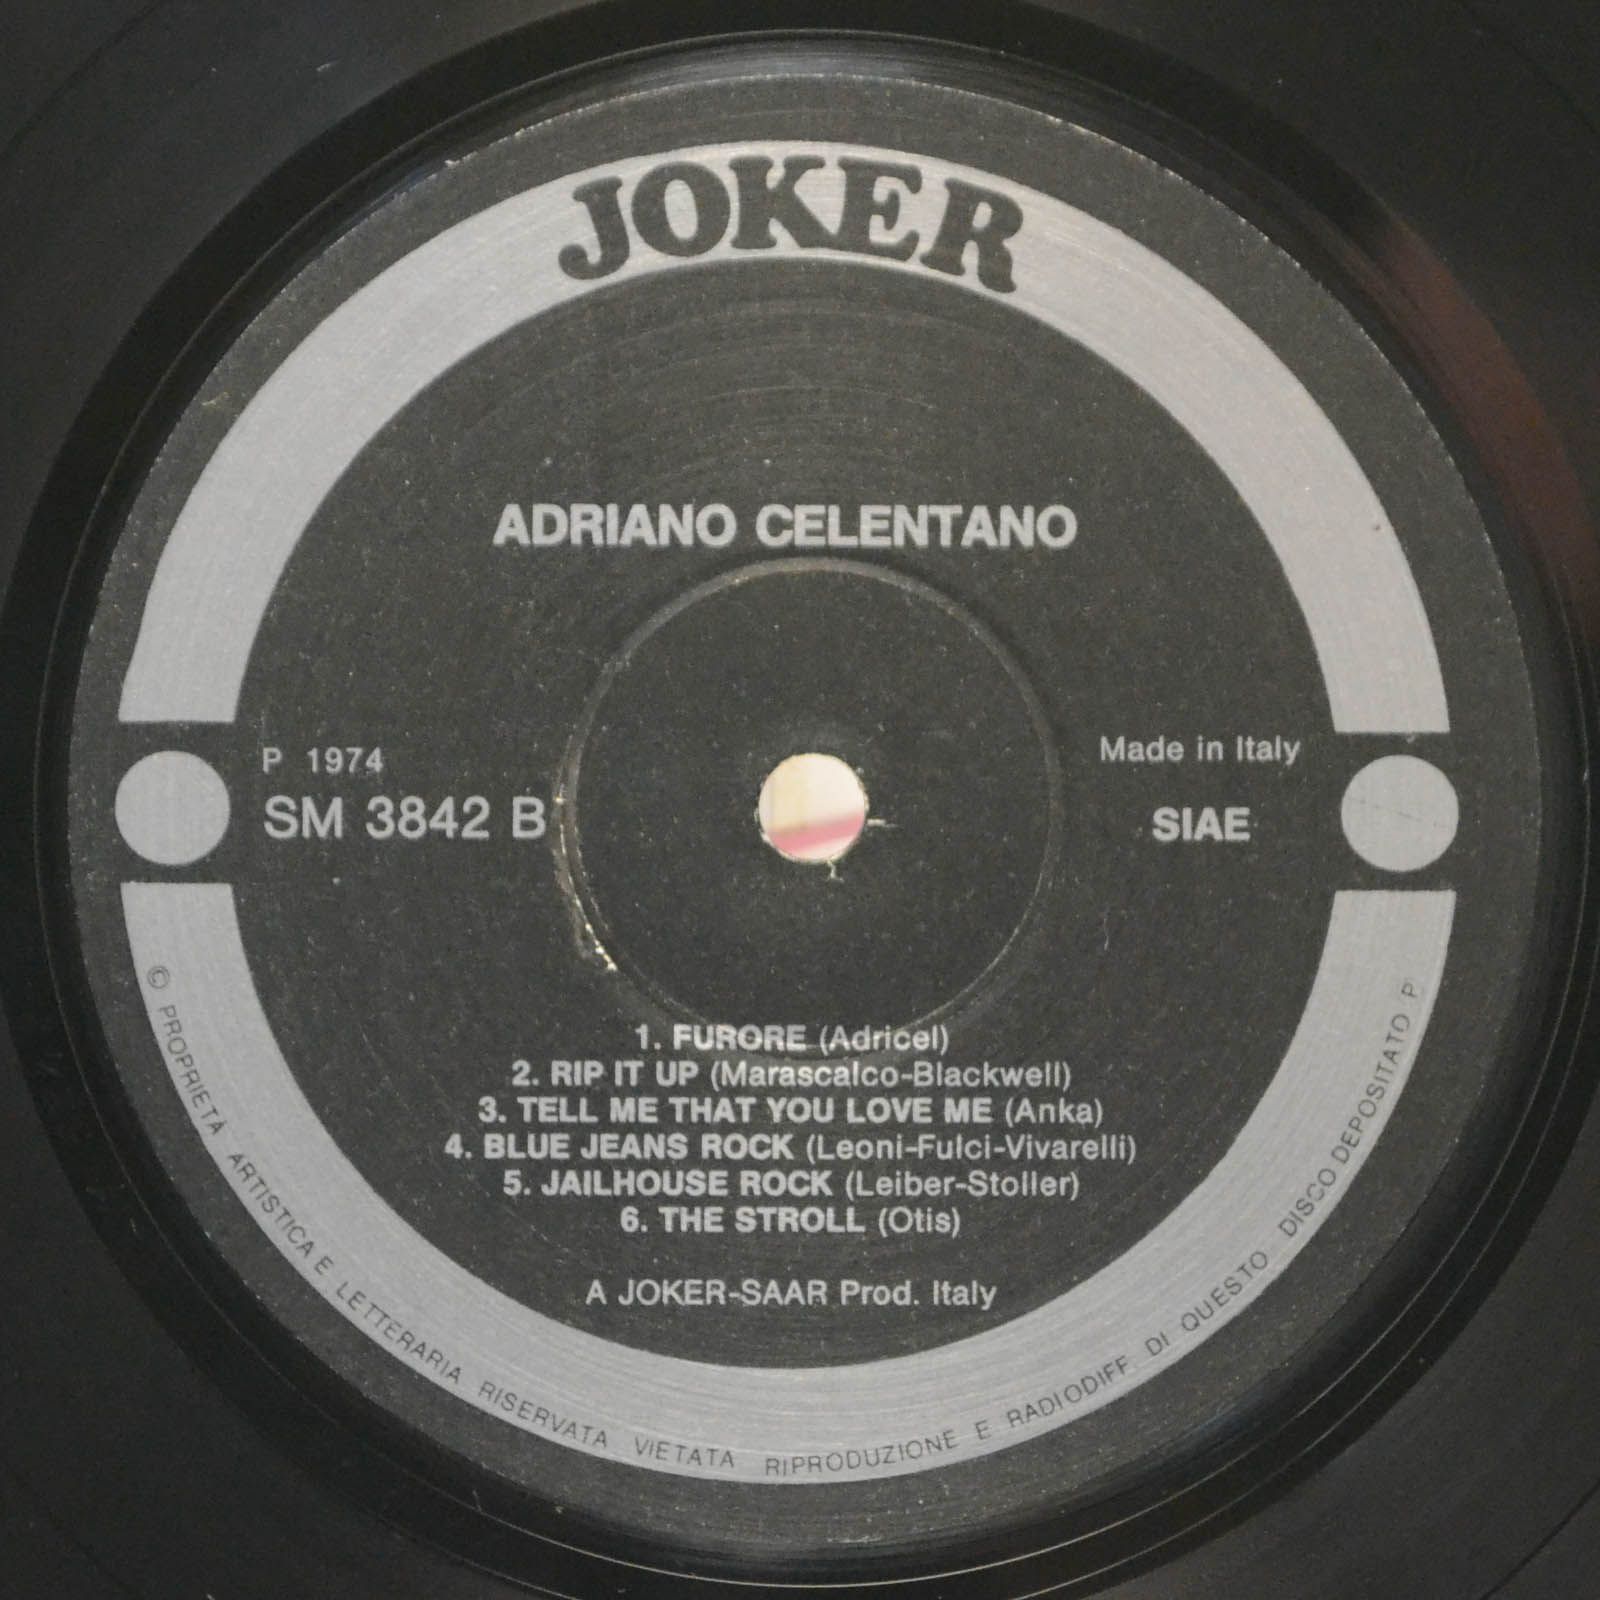 JOKER
ADRIANO CELENTANO
P 1974
SM 3842 B
Made in Italy
SIAE
1. FURORE (Adricel)
2. RIP IT UP (Marascalco-Blackwell)
3. TELL ME THAT YOU LOVE ME (Anka)
4. BLUE JEANS ROCK (Leoni-Fulci-Vivarelli)
5. JAILHOUSE ROCK (Leiber-Stoller)
6. THE STROLL (Otis)
A JOKER-SAAR Prod. Italy
© PROPRIETÀ ARTISTICA E LETTERARIA RISERVATA VIETATA RIPRODUZIONE E RADIODIFF. DI QUESTO DISCO DEPOSITATO P